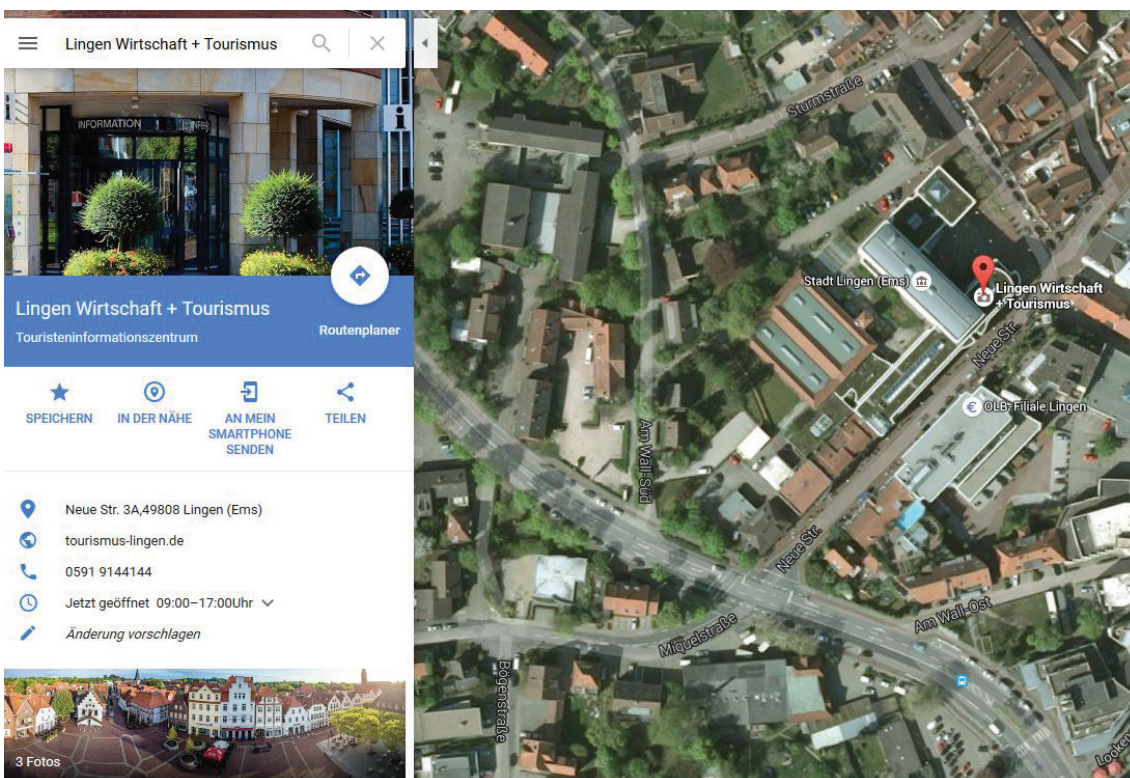 Lingen Wirtschaft + Tourismus
INFORMATION
Lingen Wirtschaft + Tourismus
Touristeninformationszentrum
Routenplaner
SPEICHERN
IN DER NÄHE
AN MEIN
SMARTPHONE
SENDEN
TEILEN
Neue Str. 3A,49808 Lingen (Ems)
tourismus-lingen.de
0591 9144144
Jetzt geöffnet 09:00–17:00Uhr
Änderung vorschlagen
3 Fotos
Sturmstraße
Stadt Lingen (Ems)
Lingen Wirtschaft
+ Tourismus
Neue Str.
OLB-Filiale Lingen
Am Wall-Süd
Neue Str.
Am Wall-Ost
Miquelstraße
Bögenstraße
Looken